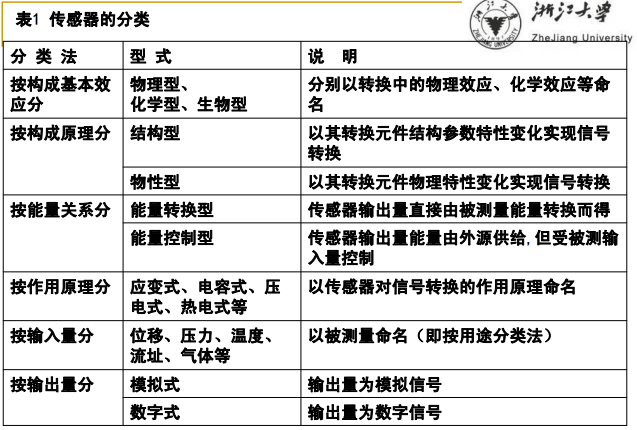 表1 传感器的分类
浙江大学
ZheJiang University
分 类 法
型 式
说 明
按构成基本效
应分
物理型、
化学型、生物型
分别以转换中的物理效应、化学效应等命
名
按构成原理分
结构型
以其转换元件结构参数特性变化实现信号
转换
物性型
以其转换元件物理特性变化实现信号转换
按能量关系分
能量转换型
传感器输出量直接由被测量能量转换而得
能量控制型
传感器输出量能量由外源供给,但受被测输
入量控制
按作用原理分
应变式、电容式、压
电式、热电式等
以传感器对信号转换的作用原理命名
按输入量分
位移、压力、温度、
流址、气体等
以被测量命名（即按用途分类法）
按输出量分
模拟式
输出量为模拟信号
数字式
输出量为数字信号